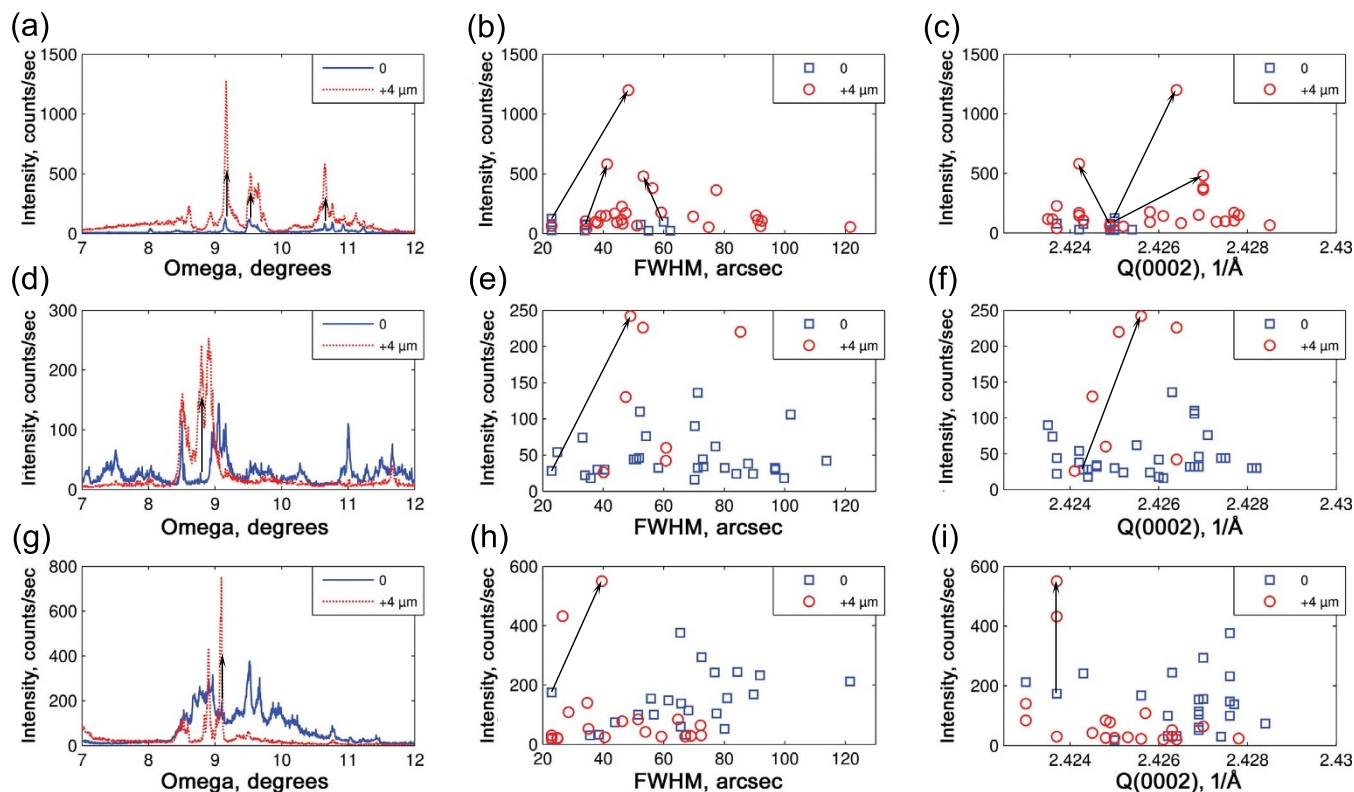 (a)
Intensity, counts/sec
1500
1000
500
0
7 8 9 10 11 12
Omega, degrees
0
+4 μm
(b)
Intensity, counts/sec
1500
1200
900
600
300
0
20 40 60 80 100 120
FWHM, arcsec
0
+4 μm
(c)
Intensity, counts/sec
1500
1200
900
600
300
0
2.424 2.426 2.428 2.43
Q(0002), 1/Å
0
+4 μm
(d)
Intensity, counts/sec
300
200
100
0
7 8 9 10 11 12
Omega, degrees
0
+4 μm
(e)
Intensity, counts/sec
250
200
150
100
50
0
20 40 60 80 100 120
FWHM, arcsec
0
+4 μm
(f)
Intensity, counts/sec
250
200
150
100
50
0
2.424 2.426 2.428 2.43
Q(0002), 1/Å
0
+4 μm
(g)
Intensity, counts/sec
800
600
400
200
0
7 8 9 10 11 12
Omega, degrees
0
+4 μm
(h)
Intensity, counts/sec
600
400
200
0
20 40 60 80 100 120
FWHM, arcsec
0
+4 μm
(i)
Intensity, counts/sec
600
400
200
0
2.424 2.426 2.428 2.43
Q(0002), 1/Å
0
+4 μm